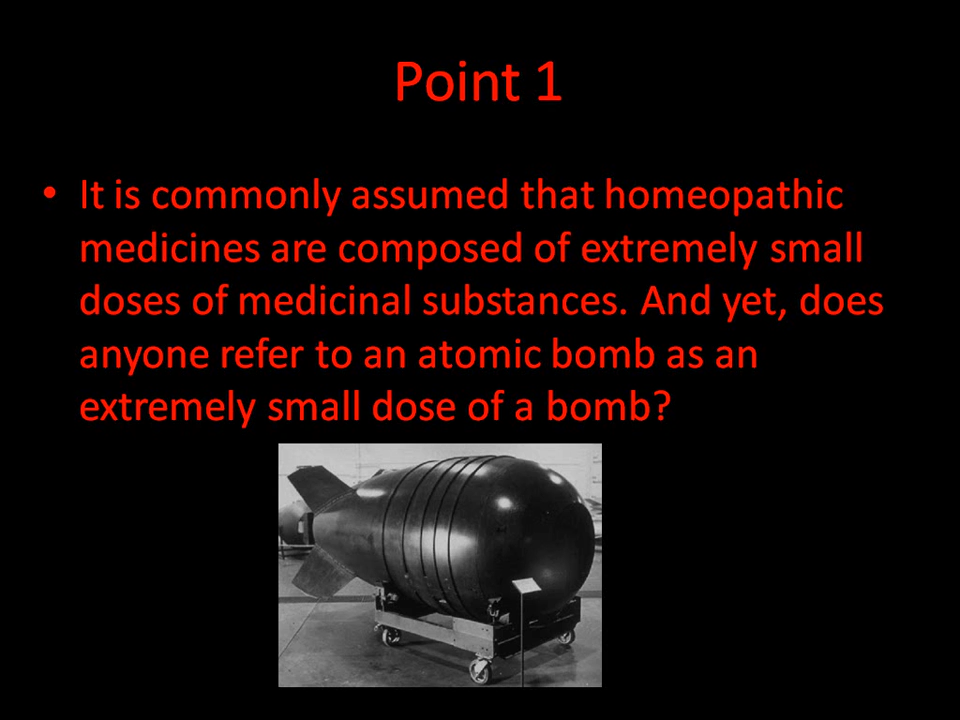 Point 1
• It is commonly assumed that homeopathic
medicines are composed of extremely small
doses of medicinal substances. And yet, does
anyone refer to an atomic bomb as an
extremely small dose of a bomb?